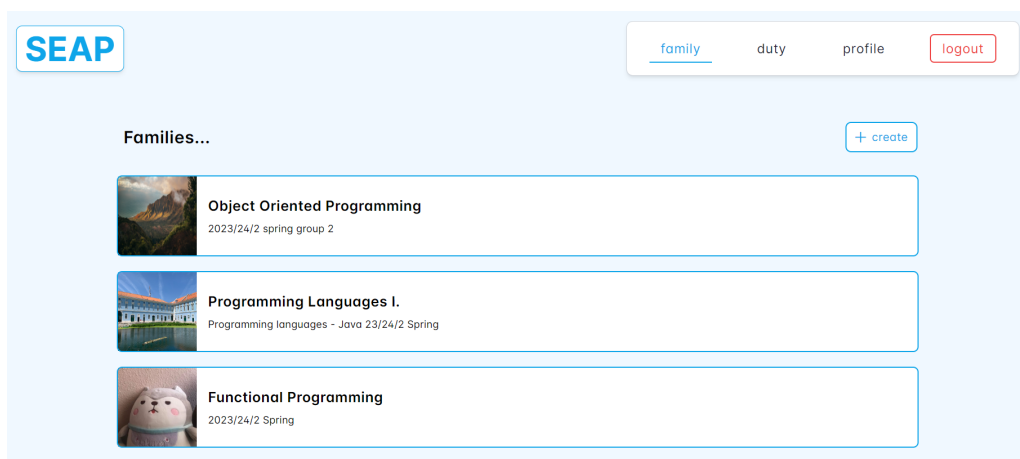 SEAP
family duty profile logout
Families...
+ create
Object Oriented Programming
2023/24/2 spring group 2
Programming Languages I.
Programming languages - Java 23/24/2 Spring
Functional Programming
2023/24/2 Spring